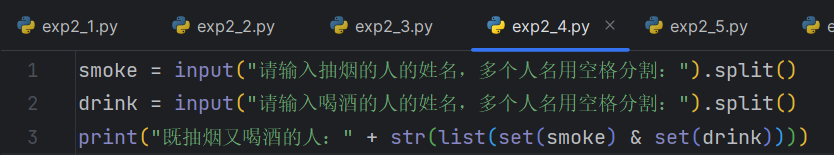 exp2_1.py exp2_2.py exp2_3.py exp2_4.py × exp2_5.py
1 smoke = input("请输入抽烟的人的姓名，多个人名用空格分割：").split()
2 drink = input("请输入喝酒的人的姓名，多个人名用空格分割：").split()
3 print("既抽烟又喝酒的人：" + str(list(set(smoke) & set(drink))))